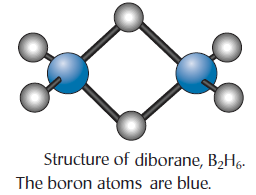 Structure of diborane, B₂H₆.
The boron atoms are blue.